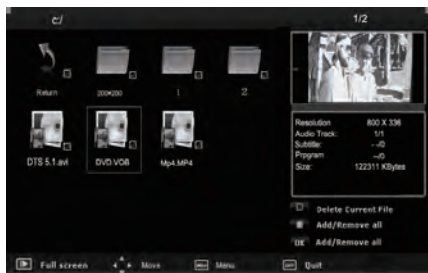 c:/
1/2
Return
200*200
1
2
DTS 5.1.avi
DVD.VOB
Mp4.MP4
Resolution 800 X 336
Audio Track: 1/1
Subtitle: --/0
Program --/0
Size: 122311 KBytes
Delete Current File
Add/Remove all
OK Add/Remove all
Full screen
Move
Menu
Quit